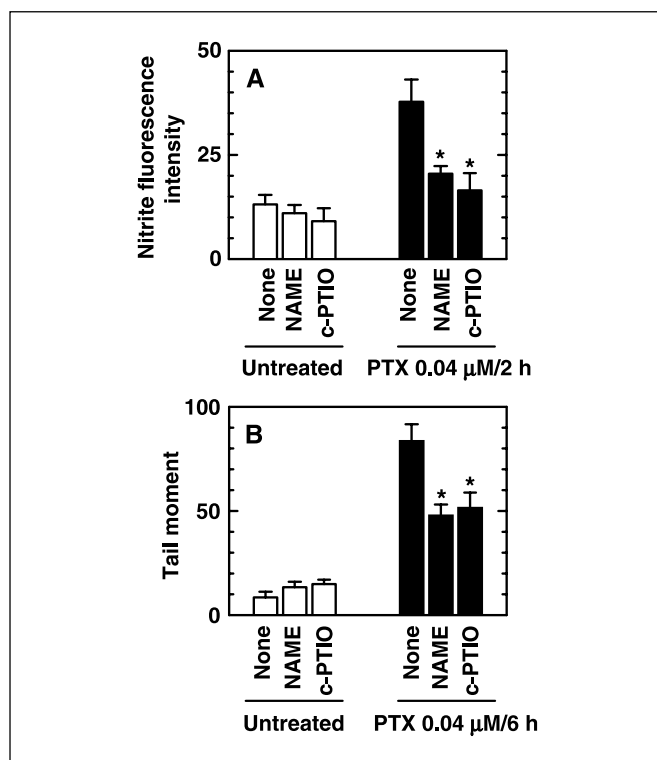 50
A
Nitrite fluorescence
intensity
25
* *
0
None
NAME
c-PTIO
None
NAME
c-PTIO
Untreated
PTX 0.04 μM/2 h
100
B
Tail moment
50
* *
0
None
NAME
c-PTIO
None
NAME
c-PTIO
Untreated
PTX 0.04 μM/6 h